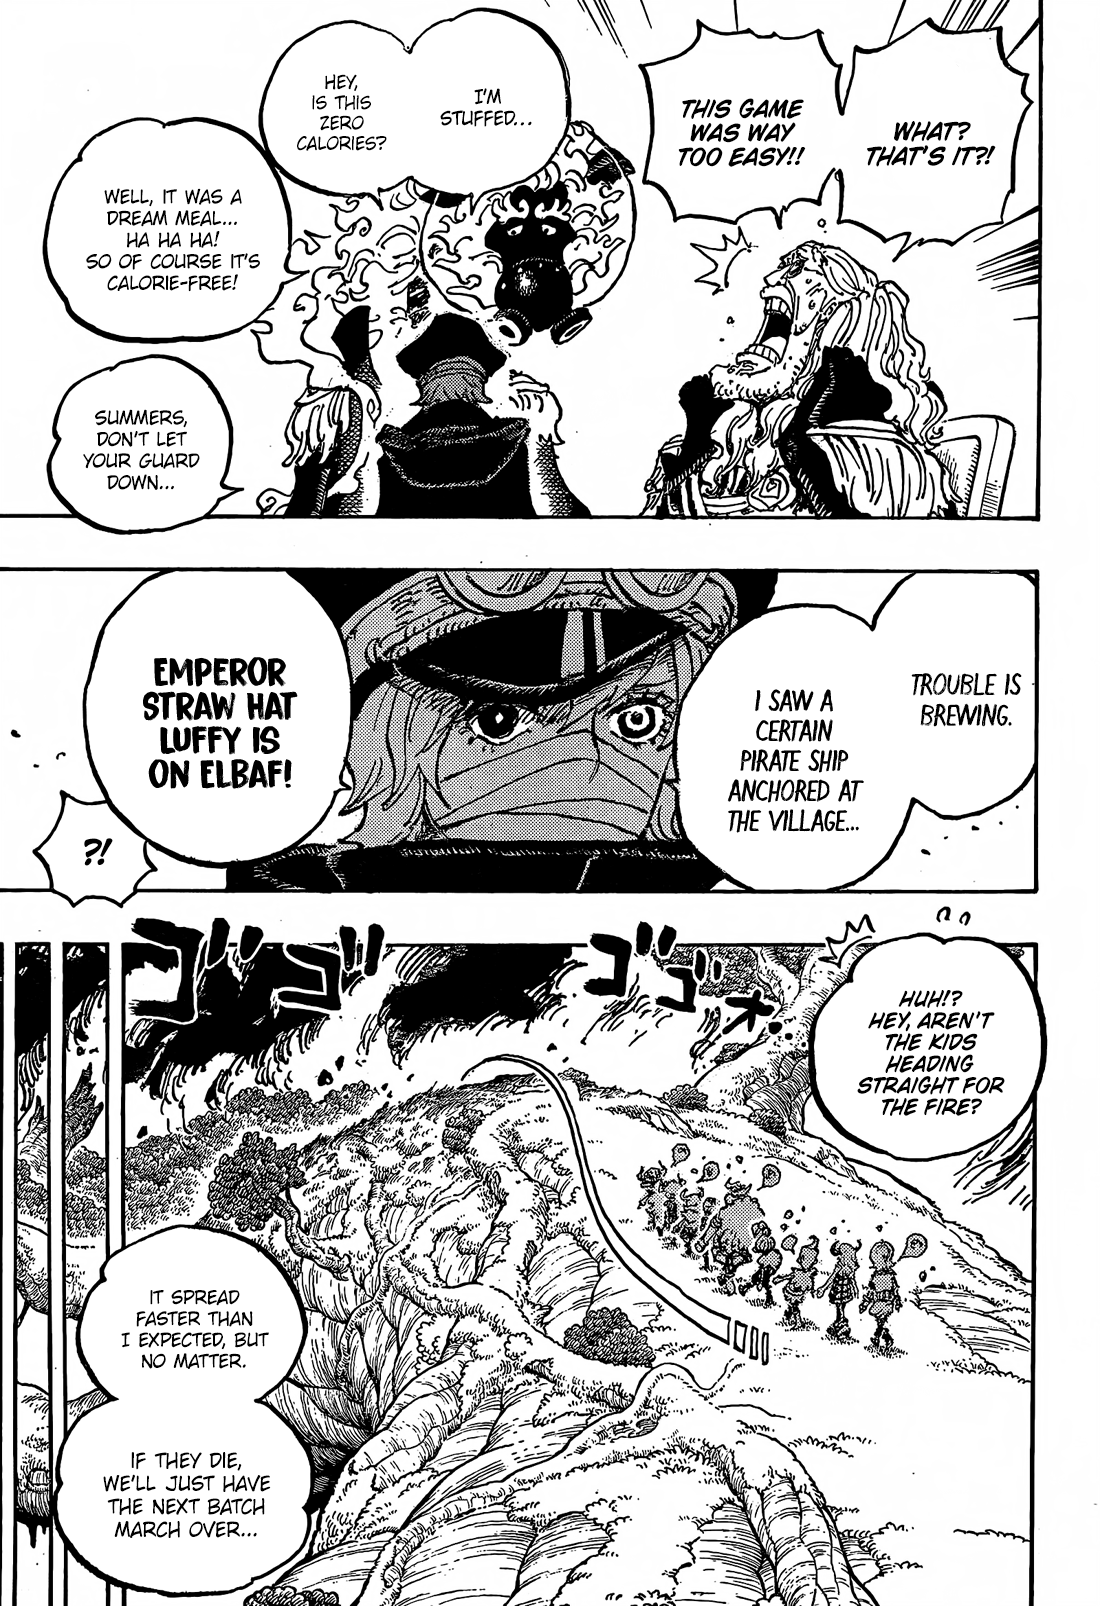 WHAT?
THAT'S IT?!
THIS GAME
WAS WAY
TOO EASY!!
I'M
STUFFED...
HEY,
IS THIS
ZERO
CALORIES?
WELL, IT WAS A
DREAM MEAL...
HA HA HA!
SO OF COURSE IT'S
CALORIE-FREE!
SUMMERS,
DON'T LET
YOUR GUARD
DOWN...
TROUBLE IS
BREWING.
I SAW A
CERTAIN
PIRATE SHIP
ANCHORED AT
THE VILLAGE...
EMPEROR
STRAW HAT
LUFFY IS
ON ELBAF!
?!
HUH!?
HEY, AREN'T
THE KIDS
HEADING
STRAIGHT FOR
THE FIRE?
ゴゴゴゴォ
IT SPREAD
FASTER THAN
I EXPECTED, BUT
NO MATTER.
IF THEY DIE,
WE'LL JUST HAVE
THE NEXT BATCH
MARCH OVER...